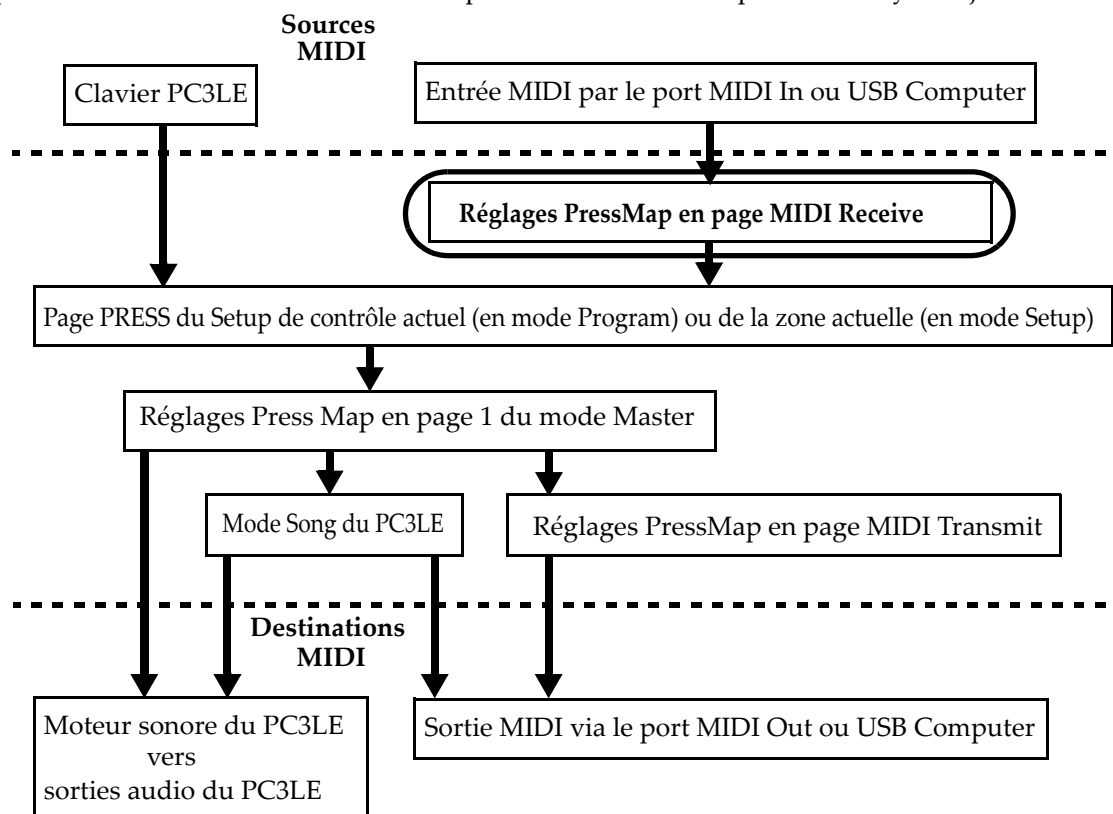 Sources
MIDI
Clavier PC3LE
Entrée MIDI par le port MIDI In ou USB Computer
Réglages PressMap en page MIDI Receive
Page PRESS du Setup de contrôle actuel (en mode Program) ou de la zone actuelle (en mode Setup)
Réglages Press Map en page 1 du mode Master
Mode Song du PC3LE
Réglages PressMap en page MIDI Transmit
Destinations
MIDI
Moteur sonore du PC3LE
vers
sorties audio du PC3LE
Sortie MIDI via le port MIDI Out ou USB Computer